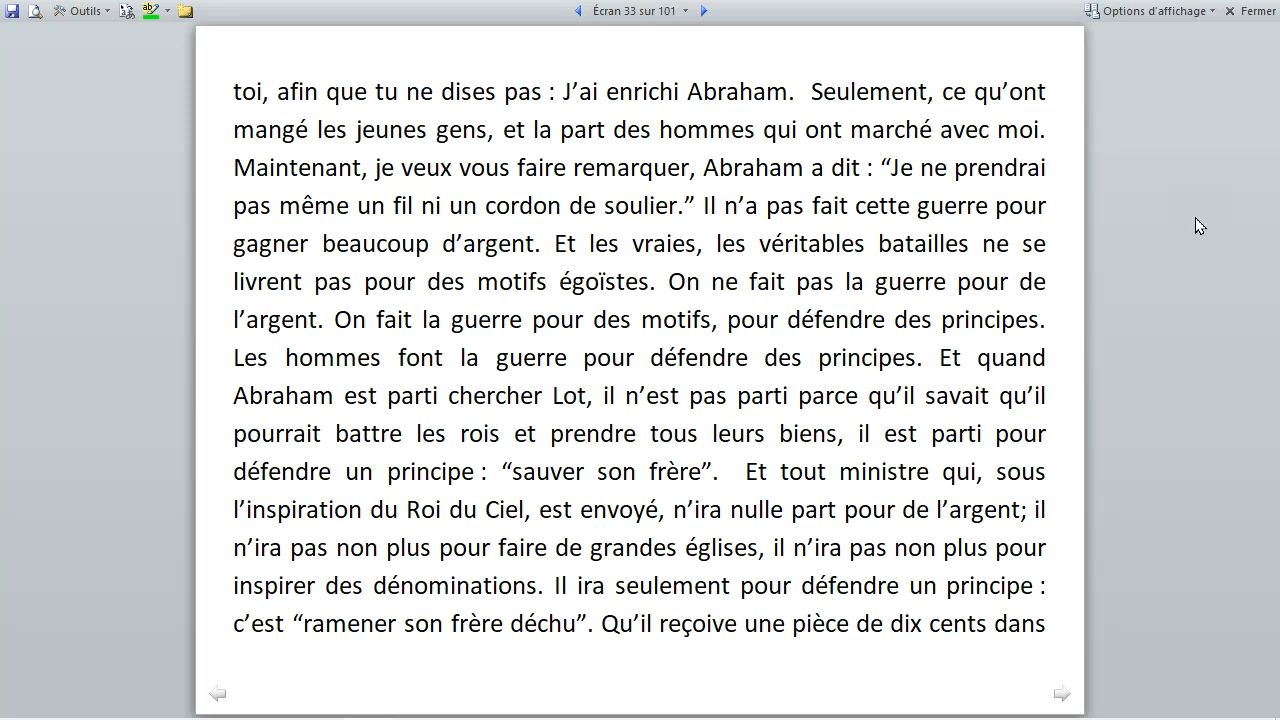 Outils
Écran 33 sur 101
Options d'affichage
Fermer
toi, afin que tu ne dises pas : J’ai enrichi Abraham.  Seulement, ce qu’ont
mangé les jeunes gens, et la part des hommes qui ont marché avec moi.
Maintenant, je veux vous faire remarquer, Abraham a dit : “Je ne prendrai
pas même un fil ni un cordon de soulier.” Il n’a pas fait cette guerre pour
gagner beaucoup d’argent. Et les vraies, les véritables batailles ne se
livrent pas pour des motifs égoïstes. On ne fait pas la guerre pour de
l’argent. On fait la guerre pour des motifs, pour défendre des principes.
Les hommes font la guerre pour défendre des principes. Et quand
Abraham est parti chercher Lot, il n’est pas parti parce qu’il savait qu’il
pourrait battre les rois et prendre tous leurs biens, il est parti pour
défendre un principe : “sauver son frère”.  Et tout ministre qui, sous
l’inspiration du Roi du Ciel, est envoyé, n’ira nulle part pour de l’argent; il
n’ira pas non plus pour faire de grandes églises, il n’ira pas non plus pour
inspirer des dénominations. Il ira seulement pour défendre un principe :
c’est “ramener son frère déchu”. Qu’il reçoive une pièce de dix cents dans